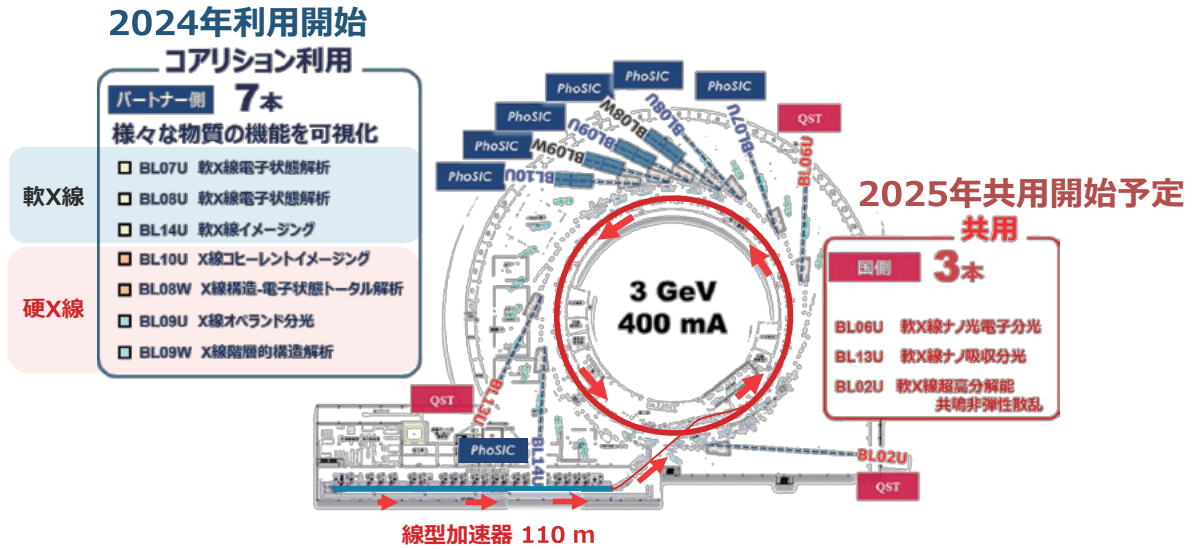 2024年利用開始
コアリション利用
パートナー側 7本
様々な物質の機能を可視化
軟X線
BL07U 軟X線電子状態解析
BL08U 軟X線電子状態解析
BL14U 軟X線イメージング
硬X線
BL10U X線コヒーレントイメージング
BL08W X線構造-電子状態トータル解析
BL09U X線オペランド分光
BL09W X線階層的構造解析
PhoSIC
PhoSIC
PhoSIC
PhoSIC
PhoSIC
PhoSIC
QST
BL10U
BL09W
BL09U
BL08W
BL08U
BL07U
BL06U
3 GeV
400 mA
2025年共用開始予定
共用
国側 3本
BL06U 軟X線ナノ光電子分光
BL13U 軟X線ナノ吸収分光
BL02U 軟X線超高分解能
共鳴非弾性散乱
QST
BL13U
PhoSIC
BL14U
BL02U
QST
線型加速器 110 m